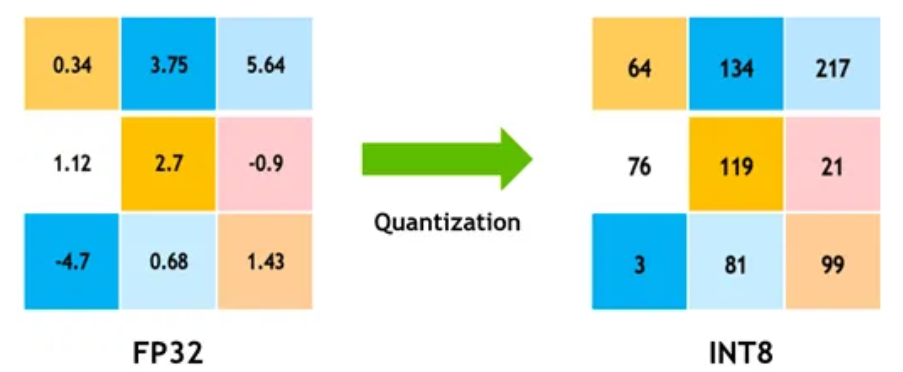 0.34 3.75 5.64 64 134 217
1.12 2.7 -0.9 76 119 21
Quantization
-4.7 0.68 1.43 3 81 99
FP32 INT8